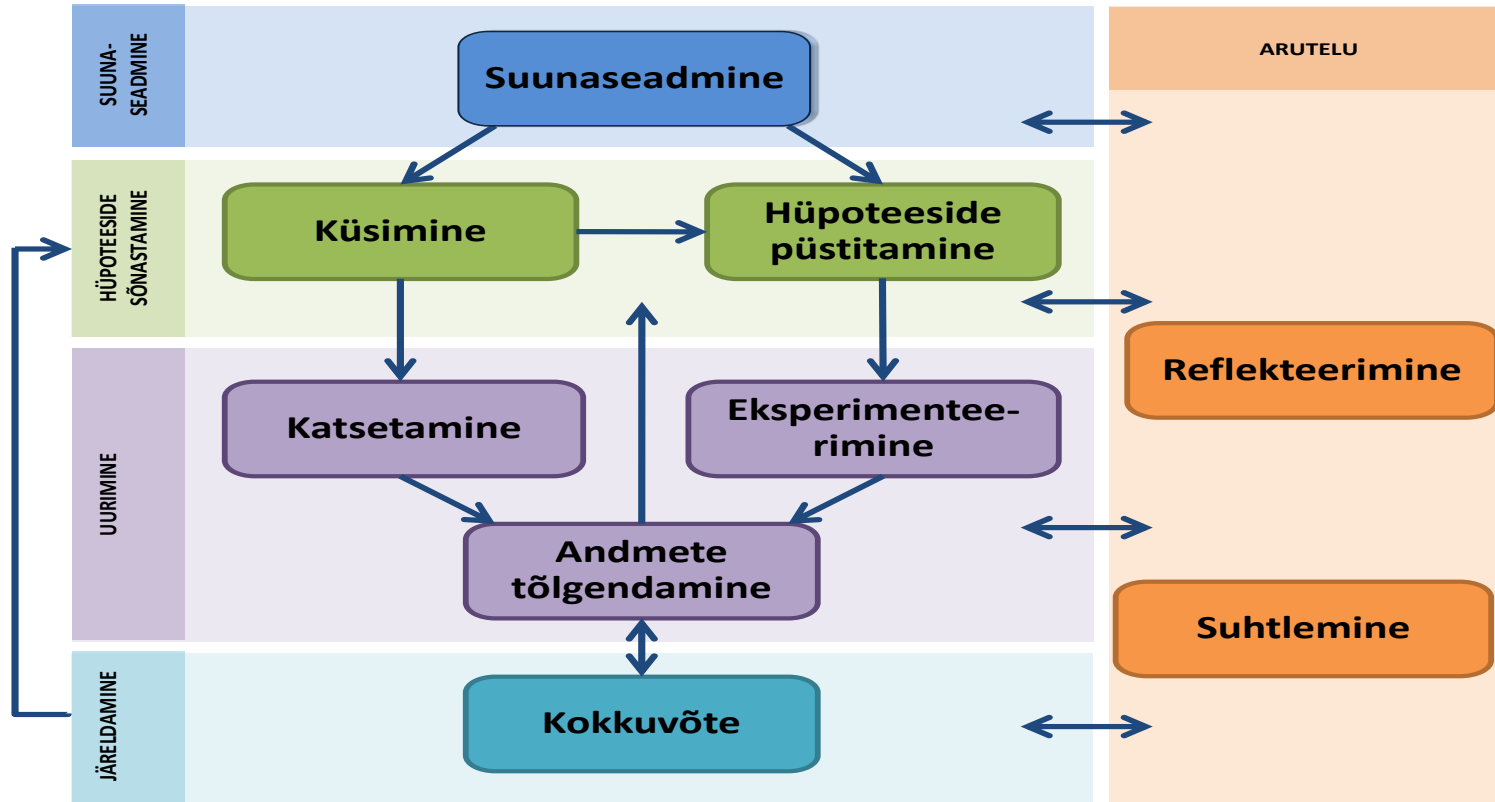 SUUNA-
SEADMINE
Suunaseadmine
ARUTELU
HÜPOTEESIDE
SÕNASTAMINE
Küsimine
Hüpoteeside
püstitamine
Reflekteerimine
UURIMINE
Katsetamine
Eksperimentee-
rimine
Andmete
tõlgendamine
Suhtlemine
JÄRELDAMINE
Kokkuvõte